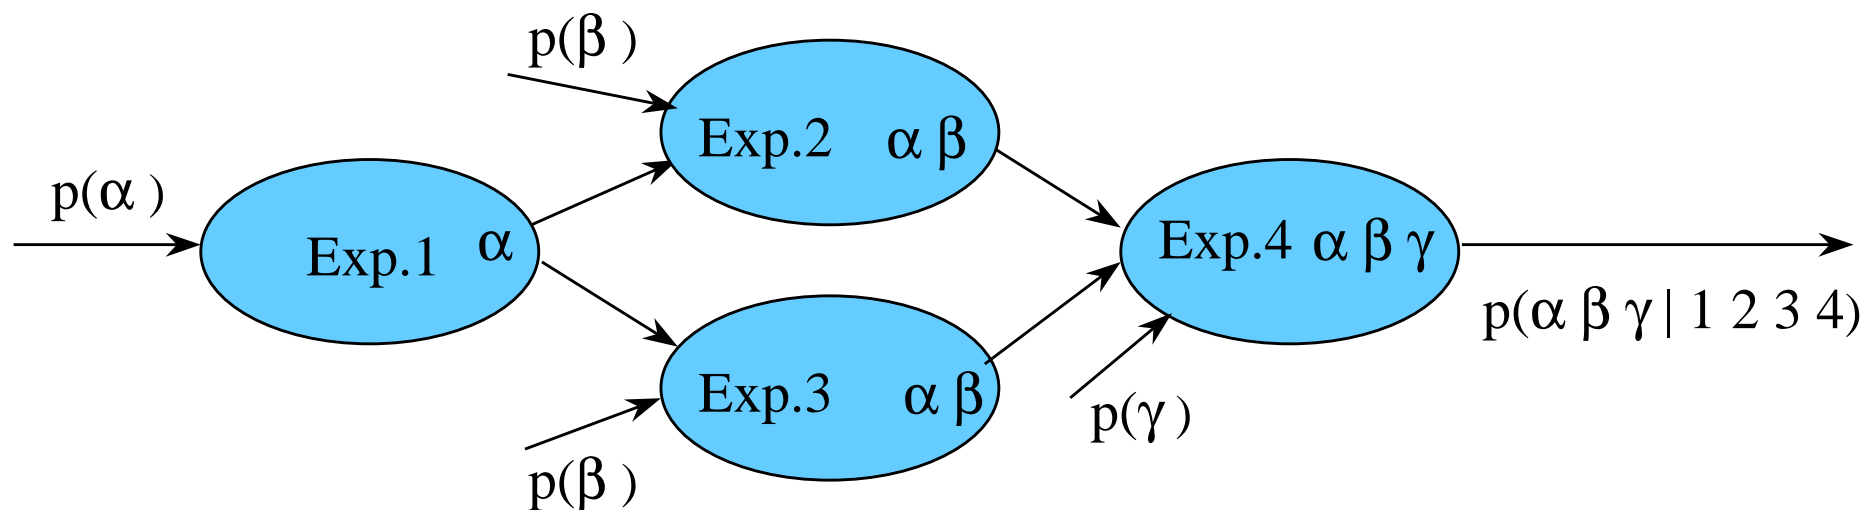 p(α )
Exp.1 α
p(β )
Exp.2 α β
Exp.3 α β
p(β )
Exp.4 α β γ
p(γ )
p(α β γ | 1 2 3 4)